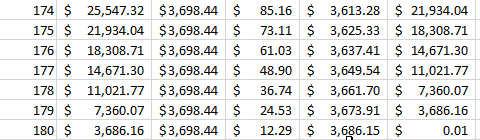 174 $ 25,547.32 $3,698.44 $ 85.16 $ 3,613.28 $ 21,934.04
175 $ 21,934.04 $3,698.44 $ 73.11 $ 3,625.33 $ 18,308.71
176 $ 18,308.71 $3,698.44 $ 61.03 $ 3,637.41 $ 14,671.30
177 $ 14,671.30 $3,698.44 $ 48.90 $ 3,649.54 $ 11,021.77
178 $ 11,021.77 $3,698.44 $ 36.74 $ 3,661.70 $ 7,360.07
179 $ 7,360.07 $3,698.44 $ 24.53 $ 3,673.91 $ 3,686.16
180 $ 3,686.16 $3,698.44 $ 12.29 $ 3,686.15 $ 0.01